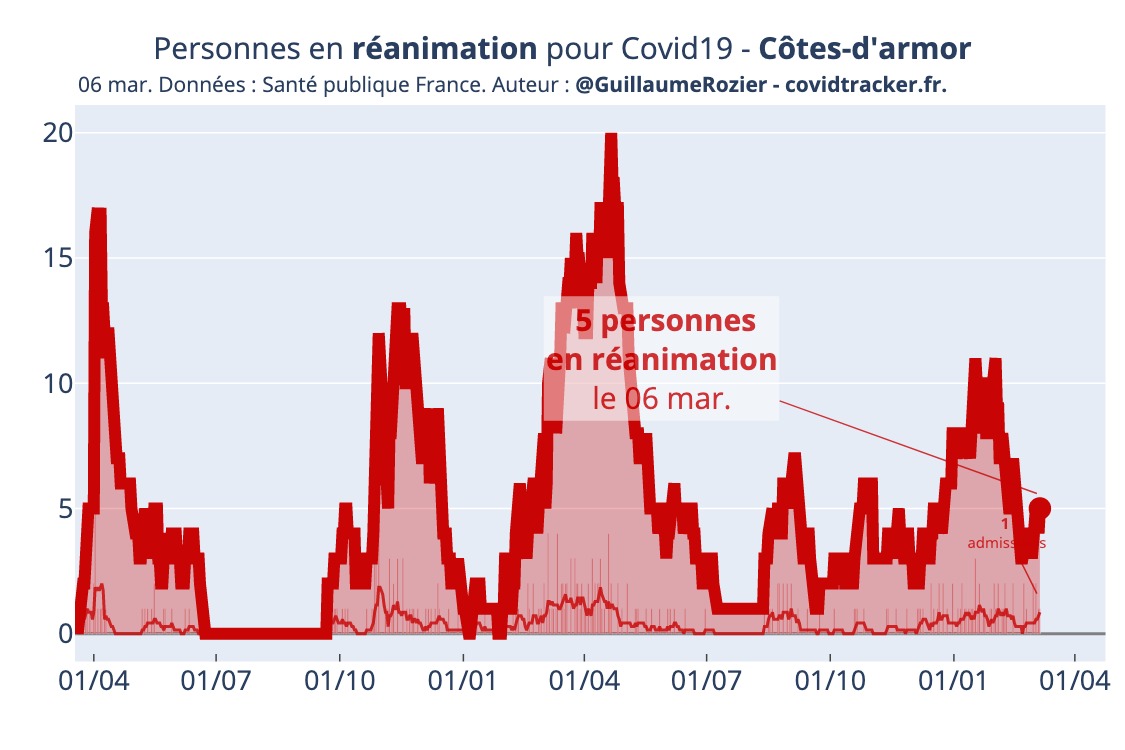 Personnes en réanimation pour Covid19 - Côtes-d'armor
06 mar. Données : Santé publique France. Auteur : @GuillaumeRozier - covidtracker.fr.
20
15
10
5
0
5 personnes
en réanimation
le 06 mar.
1
admissions
01/04
01/07
01/10
01/01
01/04
01/07
01/10
01/01
01/04